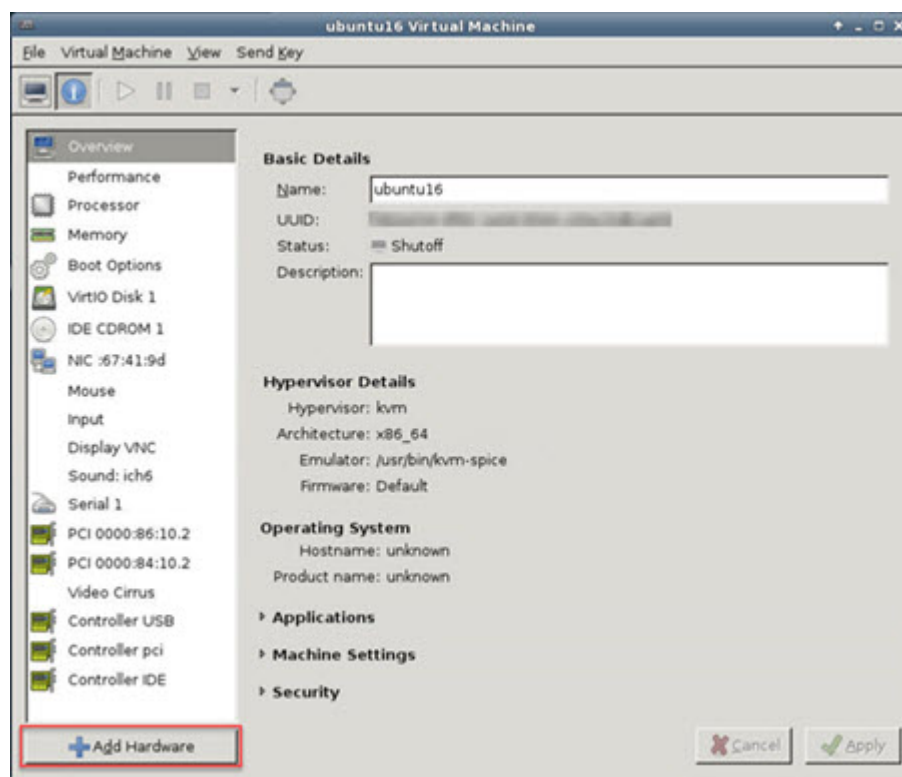 ubuntu16 Virtual Machine
File Virtual Machine View Send Key
Overview
Performance
Processor
Memory
Boot Options
VirtIO Disk 1
IDE CDROM 1
NIC :67:41:9d
Mouse
Input
Display VNC
Sound: ich6
Serial 1
PCI 0000:86:10.2
PCI 0000:84:10.2
Video Cirrus
Controller USB
Controller pci
Controller IDE
Add Hardware
Basic Details
Name: ubuntu16
UUID:
Status: Shutoff
Description:
Hypervisor Details
Hypervisor: kvm
Architecture: x86_64
Emulator: /usr/bin/kvm-spice
Firmware: Default
Operating System
Hostname: unknown
Product name: unknown
Applications
Machine Settings
Security
Cancel Apply